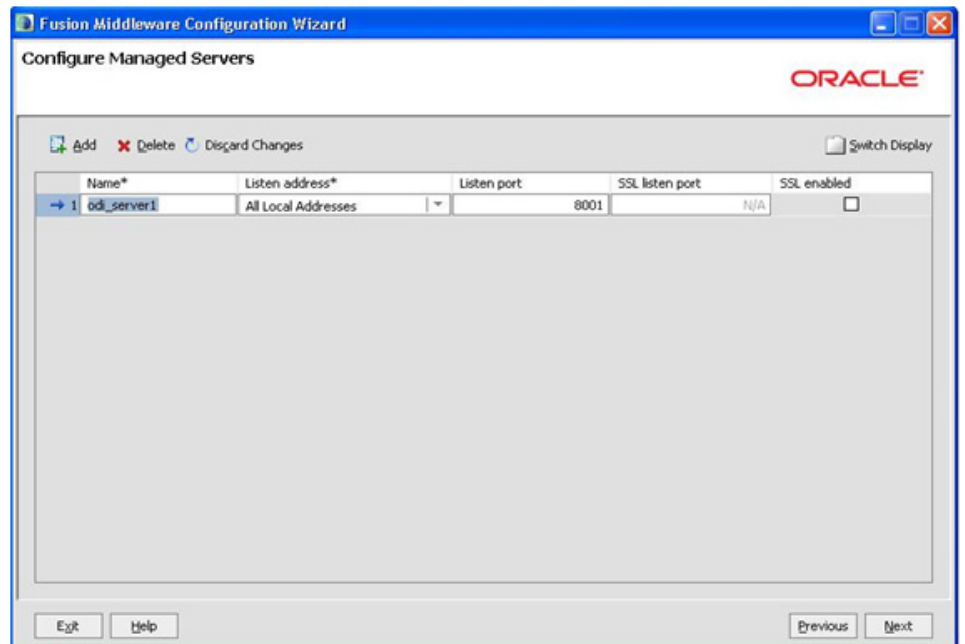 Fusion Middleware Configuration Wizard
Configure Managed Servers
ORACLE
Add Delete Discard Changes Switch Display
Name* Listen address* Listen port SSL listen port SSL enabled
1 odi_server1 All Local Addresses 8001 N/A
Exit Help Previous Next